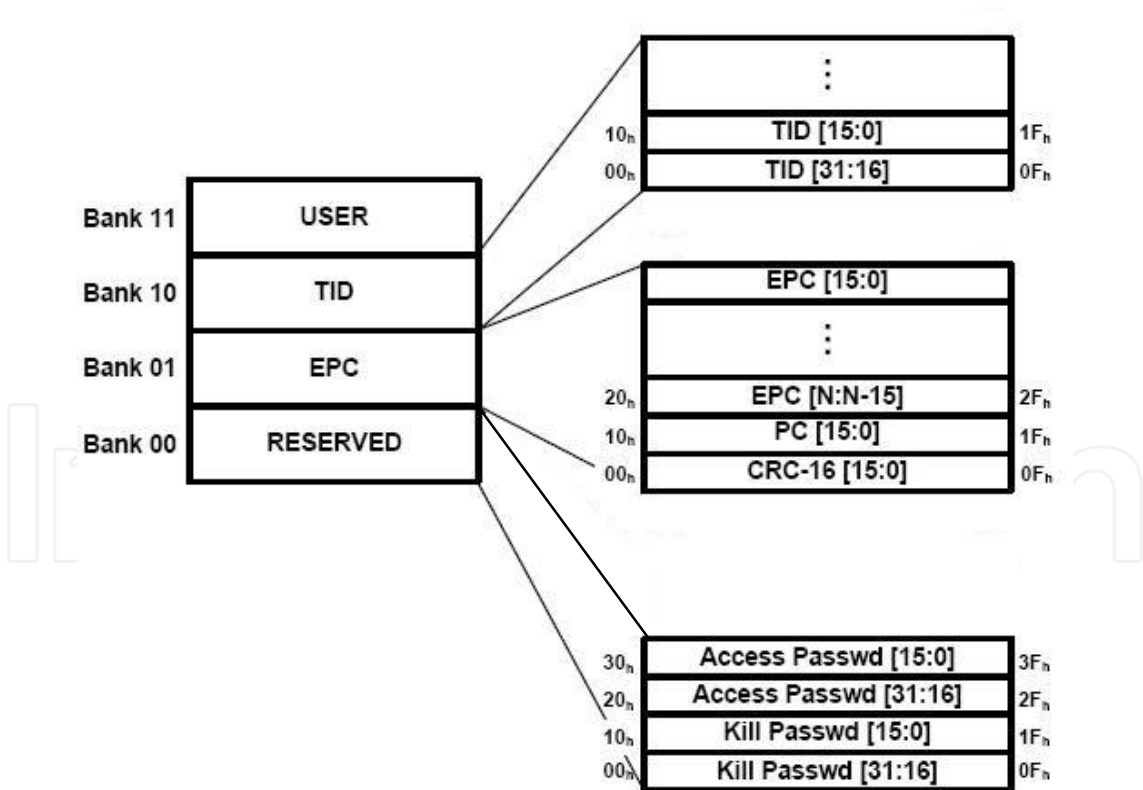 10h TID [15:0] 1Fh
00h TID [31:16] 0Fh
Bank 11 USER
Bank 10 TID
Bank 01 EPC
Bank 00 RESERVED
EPC [15:0]
20h EPC [N:N-15] 2Fh
10h PC [15:0] 1Fh
00h CRC-16 [15:0] 0Fh
30h Access Passwd [15:0] 3Fh
20h Access Passwd [31:16] 2Fh
10h Kill Passwd [15:0] 1Fh
00h Kill Passwd [31:16] 0Fh